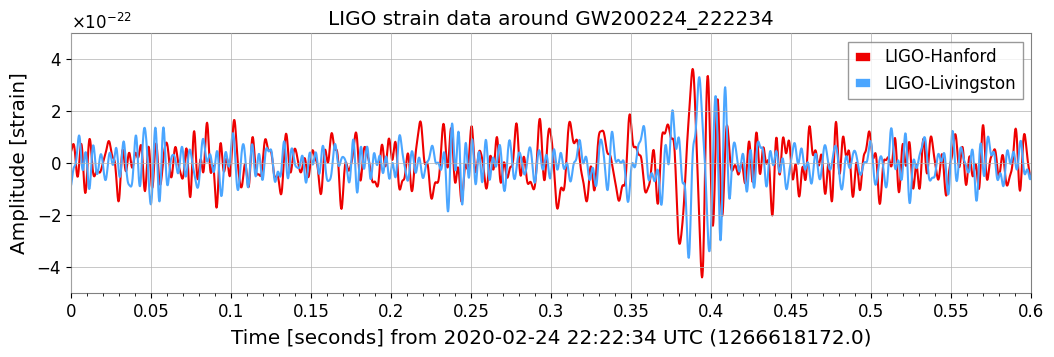 LIGO strain data around GW200224_222234
×10⁻²²
LIGO-Hanford
LIGO-Livingston
Amplitude [strain]
4
2
0
−2
−4
0 0.05 0.1 0.15 0.2 0.25 0.3 0.35 0.4 0.45 0.5 0.55 0.6
Time [seconds] from 2020-02-24 22:22:34 UTC (1266618172.0)